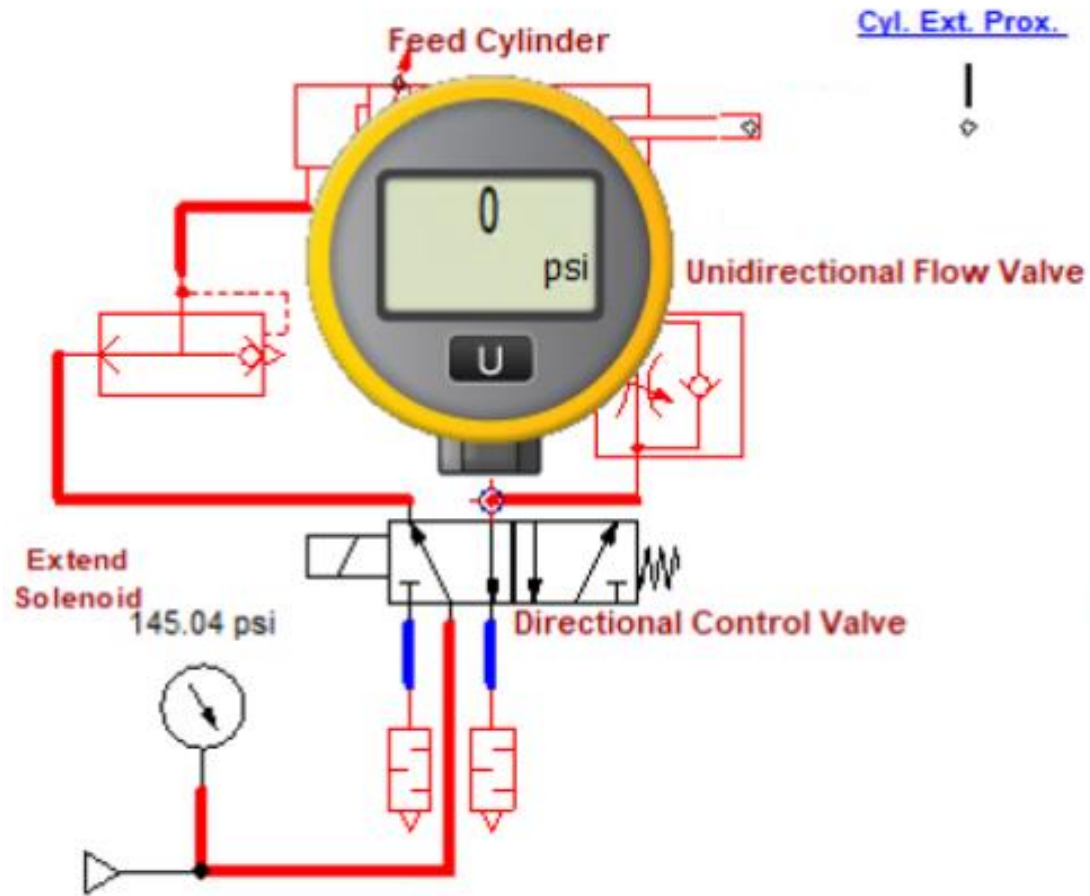 Cyl. Ext. Prox.
Feed Cylinder
0
psi
Unidirectional Flow Valve
U
Extend
Solenoid
145.04 psi
Directional Control Valve